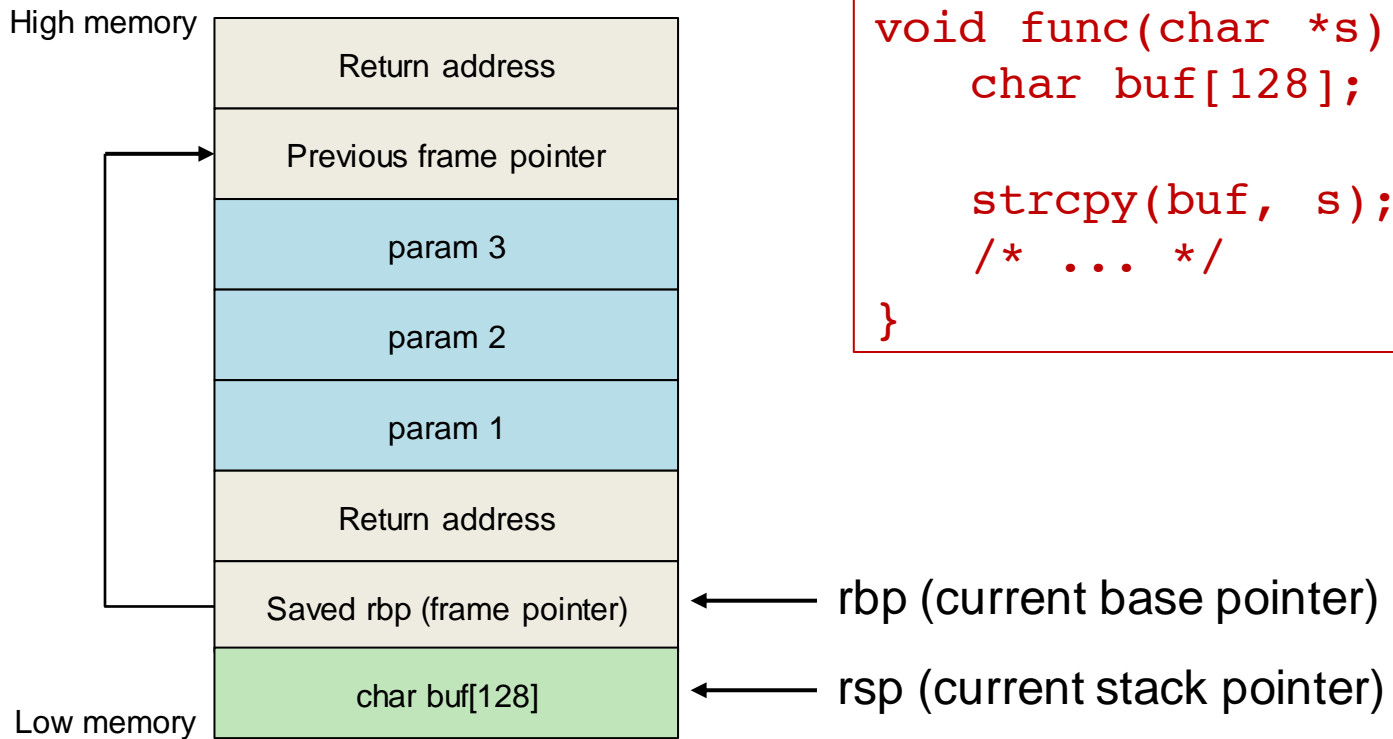 High memory
Return address
Previous frame pointer
param 3
param 2
param 1
Return address
Saved rbp (frame pointer)
char buf[128]
Low memory
void func(char *s)
char buf[128];
strcpy(buf, s);
/* ... */
}
rbp (current base pointer)
rsp (current stack pointer)